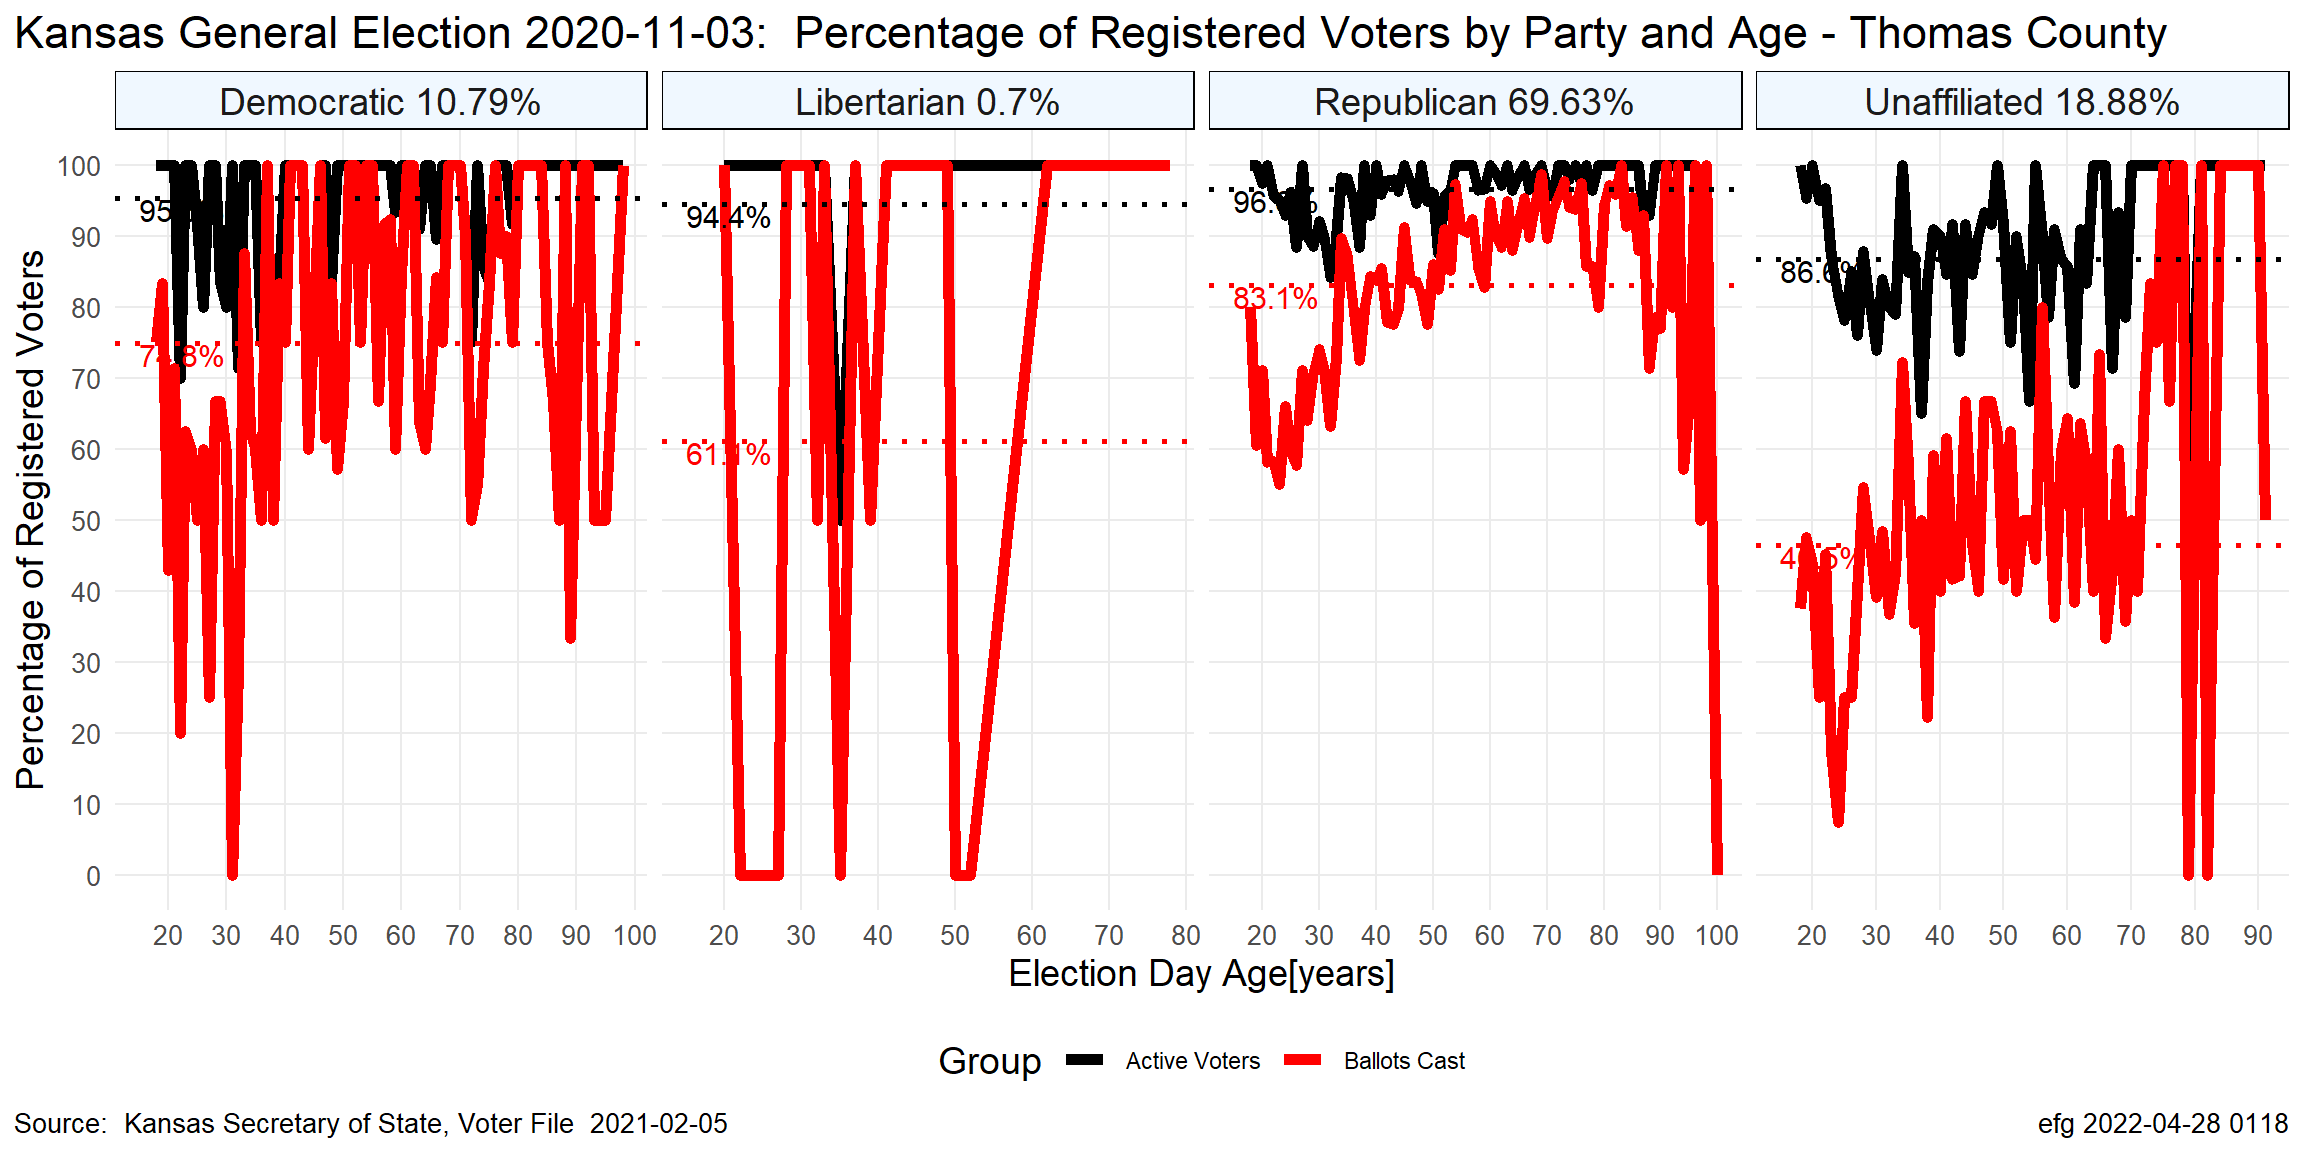 Kansas General Election 2020-11-03:  Percentage of Registered Voters by Party and Age - Thomas County
Democratic 10.79%
Libertarian 0.7%
Republican 69.63%
Unaffiliated 18.88%
Percentage of Registered Voters
100
90
80
70
60
50
40
30
20
10
0
94.4%
61.1%
83.1%
86.6%
20 30 40 50 60 70 80 90 100
20 30 40 50 60 70 80
20 30 40 50 60 70 80 90 100
20 30 40 50 60 70 80 90
Election Day Age[years]
Group Active Voters Ballots Cast
Source:  Kansas Secretary of State, Voter File  2021-02-05
efg 2022-04-28 0118